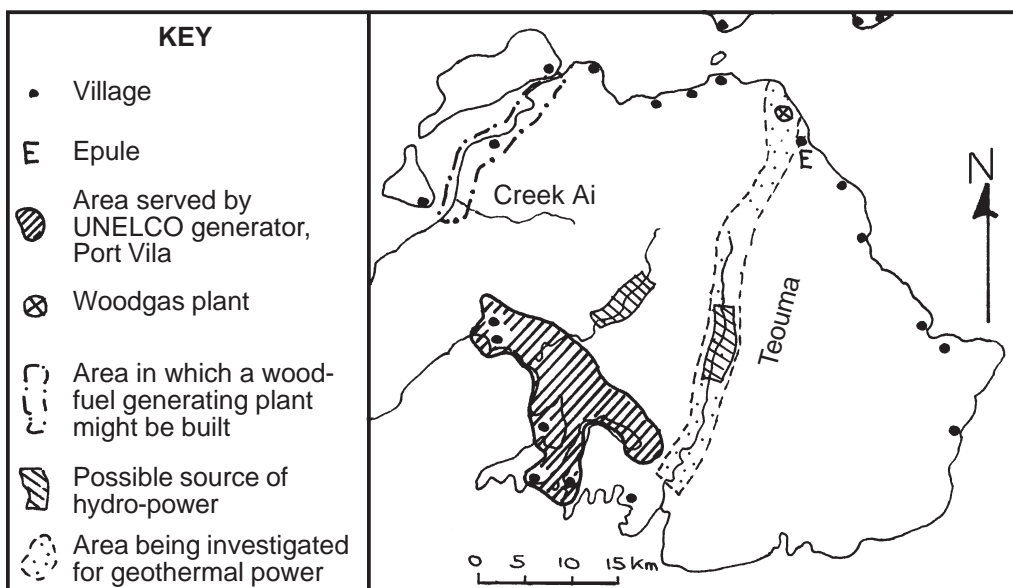 KEY
Village
E Epule
Area served by
UNELCO generator,
Port Vila
Woodgas plant
Area in which a wood-
fuel generating plant
might be built
Possible source of
hydro-power
Area being investigated
for geothermal power
Creek Ai
E
N
Teouma
0 5 10 15 Km